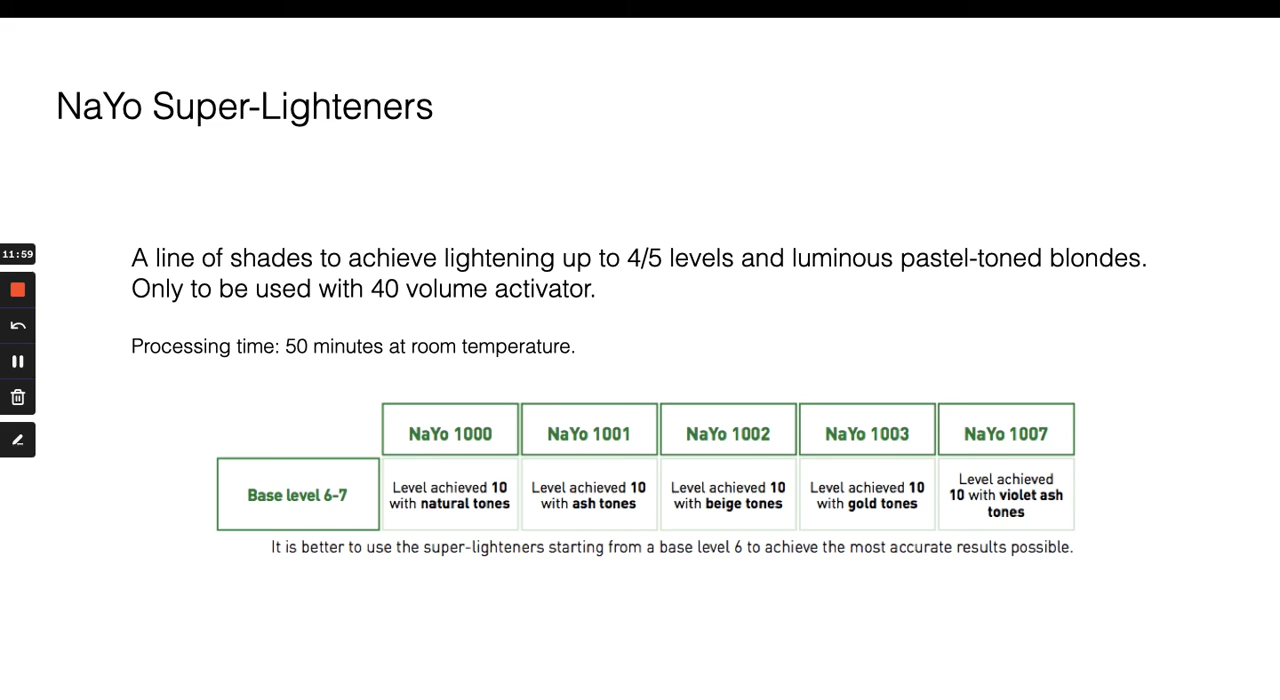 NaYo Super-Lighteners
A line of shades to achieve lightening up to 4/5 levels and luminous pastel-toned blondes.
Only to be used with 40 volume activator.
11:59
Processing time: 50 minutes at room temperature.
NaYo 1000 NaYo 1001 NaYo 1002 NaYo 1003 NaYo 1007
Base level 6-7
Level achieved 10
with natural tones
Level achieved 10
with ash tones
Level achieved 10
with beige tones
Level achieved 10
with gold tones
Level achieved
10 with violet ash
tones
It is better to use the super-lighteners starting from a base level 6 to achieve the most accurate results possible.